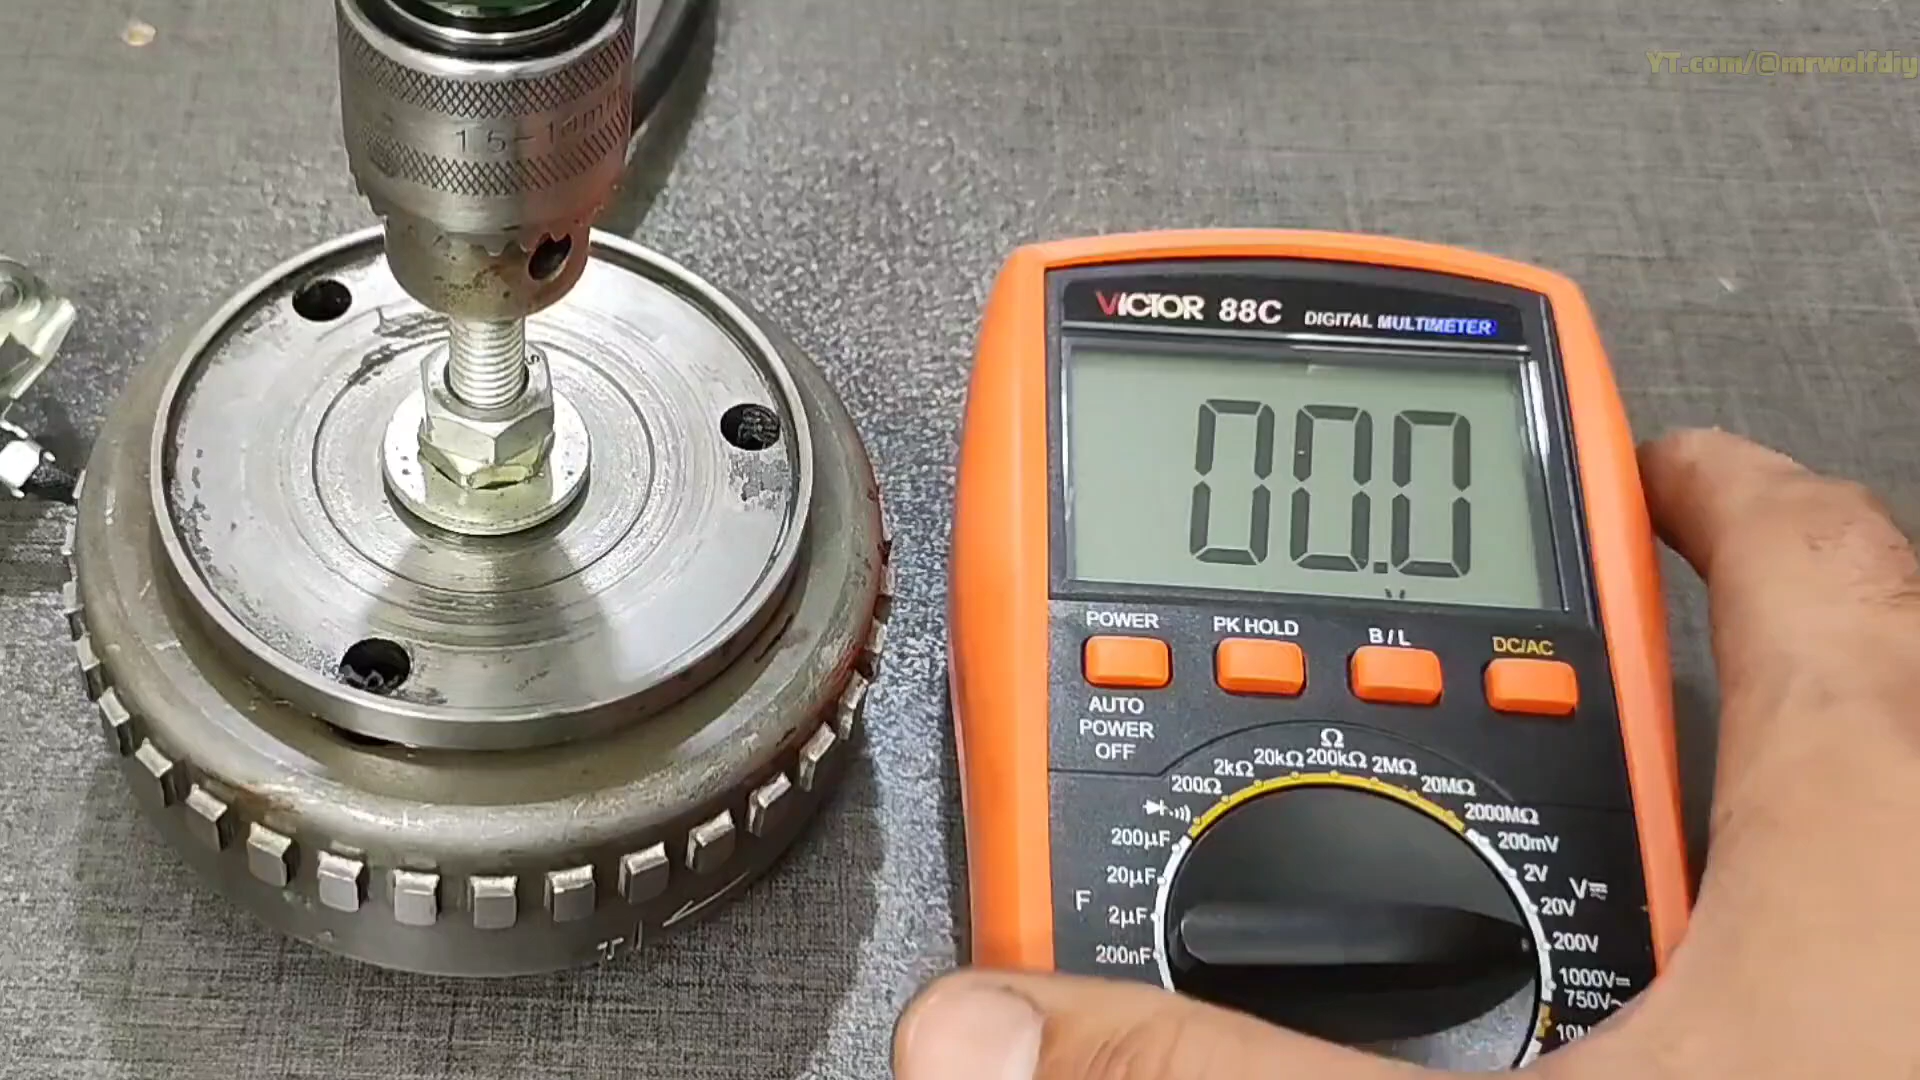 YT.com/@mrwolfdiy
VICTOR 88C DIGITAL MULTIMETER
00.0
V
POWER
PK HOLD
B / L
DC/AC
AUTO
POWER
OFF
Ω
200Ω
2kΩ
20kΩ
200kΩ
2MΩ
20MΩ
2000MΩ
200µF
20µF
F
2µF
200nF
200mV
2V
V
20V
200V
1000V
750V
T